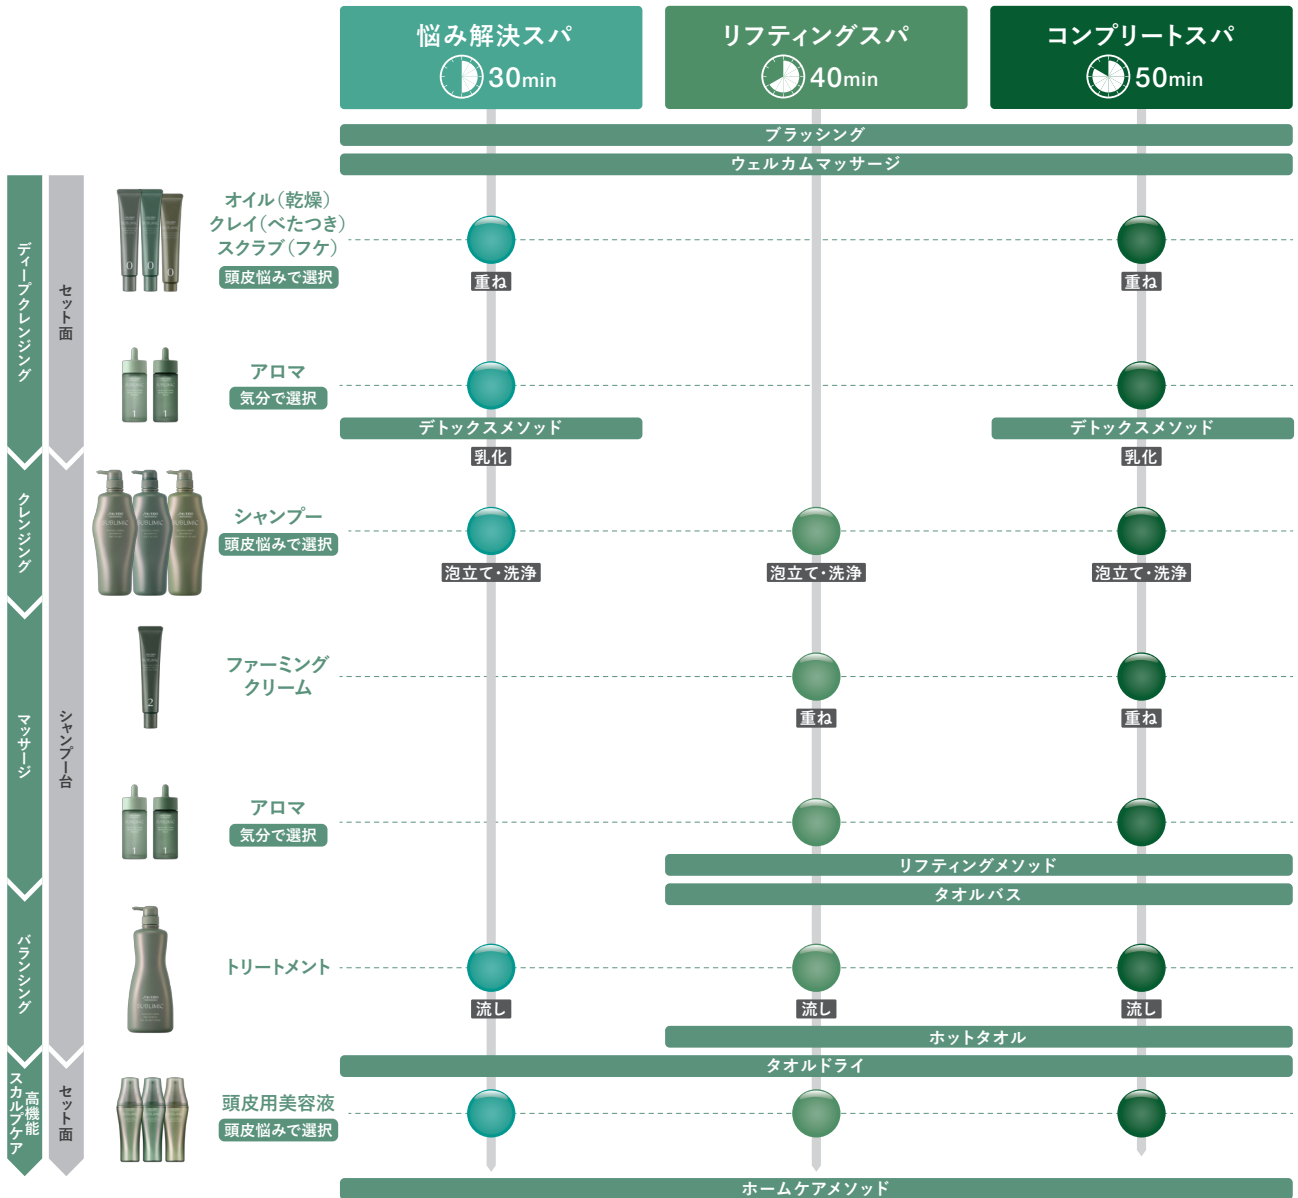 悩み解決スパ
30min
リフティングスパ
40min
コンプリートスパ
50min
ブラッシング
ウェルカムマッサージ
ディープクレンジング
セット面
オイル（乾燥）
クレイ（べたつき）
スクラブ（フケ）
頭皮悩みで選択
0
0
0
重ね
重ね
アロマ
気分で選択
1
1
デトックスメソッド
デトックスメソッド
乳化
乳化
クレンジング
シャンプー台
シャンプー
頭皮悩みで選択
泡立て・洗浄
泡立て・洗浄
泡立て・洗浄
マッサージ
ファーミング
クリーム
2
重ね
重ね
アロマ
気分で選択
1
1
リフティングメソッド
タオルバス
バランシング
トリートメント
流し
流し
流し
ホットタオル
タオルドライ
高機能
スカルプケア
セット面
頭皮用美容液
頭皮悩みで選択
ホームケアメソッド